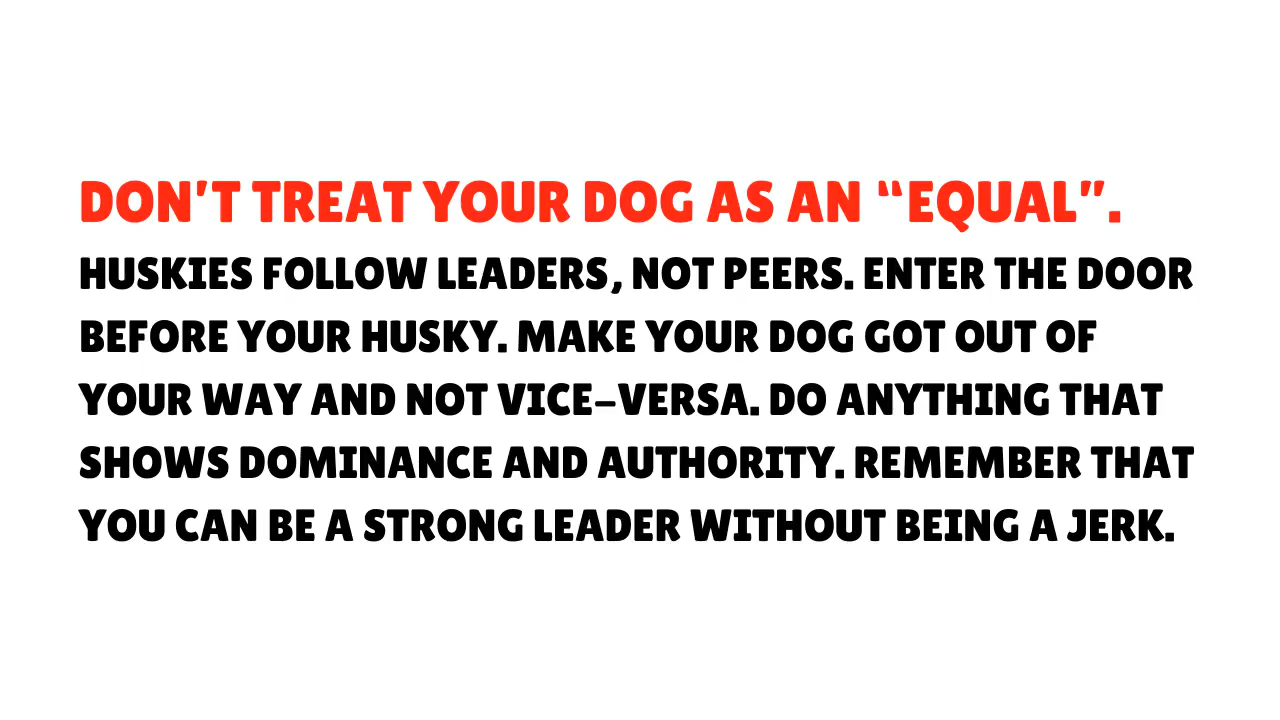 DON'T TREAT YOUR DOG AS AN “EQUAL”.
HUSKIES FOLLOW LEADERS, NOT PEERS. ENTER THE DOOR
BEFORE YOUR HUSKY. MAKE YOUR DOG GOT OUT OF
YOUR WAY AND NOT VICE-VERSA. DO ANYTHING THAT
SHOWS DOMINANCE AND AUTHORITY. REMEMBER THAT
YOU CAN BE A STRONG LEADER WITHOUT BEING A JERK.